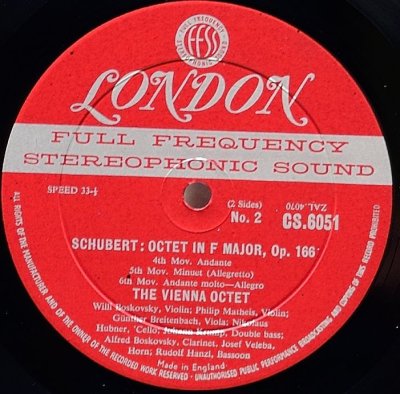 FULL FREQUENCY
STEREOPHONIC SOUND
FFSS
LONDON
FULL FREQUENCY
STEREOPHONIC SOUND
SPEED 33⅓
ZAL.4070
(2 Sides)
No. 2
CS.6051
SCHUBERT: OCTET IN F MAJOR, Op. 166
4th Mov. Andante
5th Mov. Minuet (Allegretto)
6th Mov. Andante molto—Allegro
THE VIENNA OCTET
Willi Boskovsky, Violin; Philip Matheis, Violin;
Günther Breitenbach, Viola; Nikolaus
Hubner, 'Cello; Johann Krump, Double bass;
Alfred Boskovsky, Clarinet, Josef Veleba,
Horn; Rudolf Hanzl, Bassoon
Made in England
ALL RIGHTS OF THE MANUFACTURER AND OF THE OWNER OF THE RECORDED WORK RESERVED · UNAUTHORISED PUBLIC PERFORMANCE BROADCASTING AND COPYING OF THIS RECORD PROHIBITED